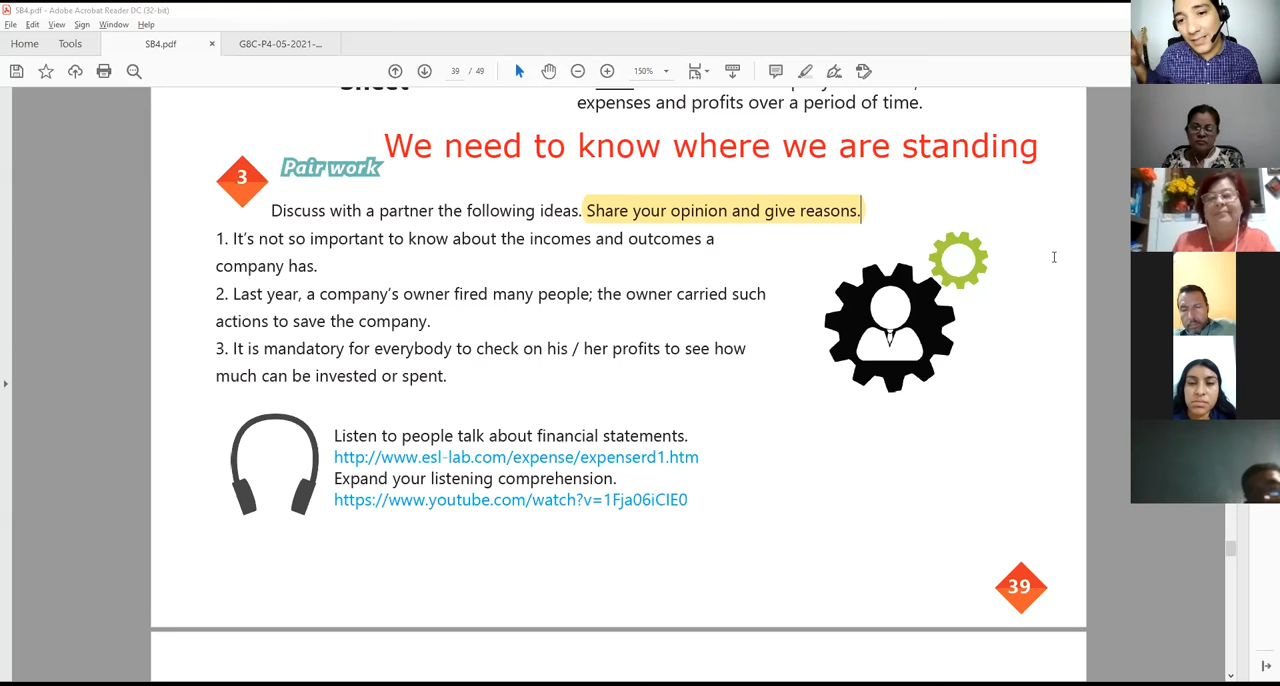 SB4.pdf - Adobe Acrobat Reader DC (32-bit)
File Edit View Sign Window Help
Home Tools SB4.pdf × G8C-P4-05-2021-...
39 / 49 150%
expenses and profits over a period of time.
We need to know where we are standing
3 Pair work
Discuss with a partner the following ideas. Share your opinion and give reasons.
1. It's not so important to know about the incomes and outcomes a
company has.
2. Last year, a company's owner fired many people; the owner carried such
actions to save the company.
3. It is mandatory for everybody to check on his / her profits to see how
much can be invested or spent.
Listen to people talk about financial statements.
http://www.esl-lab.com/expense/expenserd1.htm
Expand your listening comprehension.
https://www.youtube.com/watch?v=1Fja06iCIE0
39